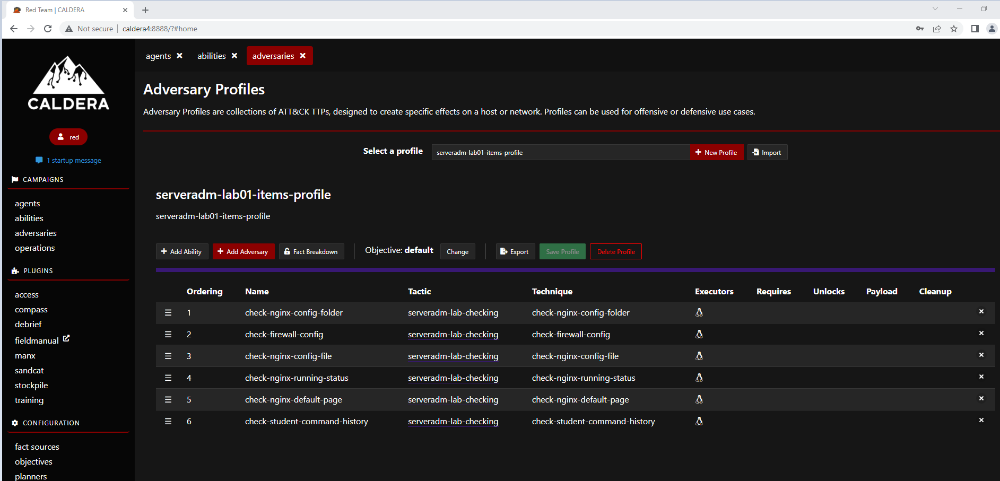 Red Team | CALDERA
Not secure caldera4:8888/?#home
CALDERA
red
1 startup message
CAMPAIGNS
agents
abilities
adversaries
operations
PLUGINS
access
compass
debrief
fieldmanual
manx
sandcat
stockpile
training
CONFIGURATION
fact sources
objectives
planners
agents abilities adversaries
Adversary Profiles
Adversary Profiles are collections of ATT&CK TTPs, designed to create specific effects on a host or network. Profiles can be used for offensive or defensive use cases.
Select a profile serveradm-lab01-items-profile + New Profile Import
serveradm-lab01-items-profile
serveradm-lab01-items-profile
+ Add Ability + Add Adversary Fact Breakdown Objective: default Change Export Save Profile Delete Profile
Ordering Name Tactic Technique Executors Requires Unlocks Payload Cleanup
1 check-nginx-config-folder serveradm-lab-checking check-nginx-config-folder
2 check-firewall-config serveradm-lab-checking check-firewall-config
3 check-nginx-config-file serveradm-lab-checking check-nginx-config-file
4 check-nginx-running-status serveradm-lab-checking check-nginx-running-status
5 check-nginx-default-page serveradm-lab-checking check-nginx-default-page
6 check-student-command-history serveradm-lab-checking check-student-command-history